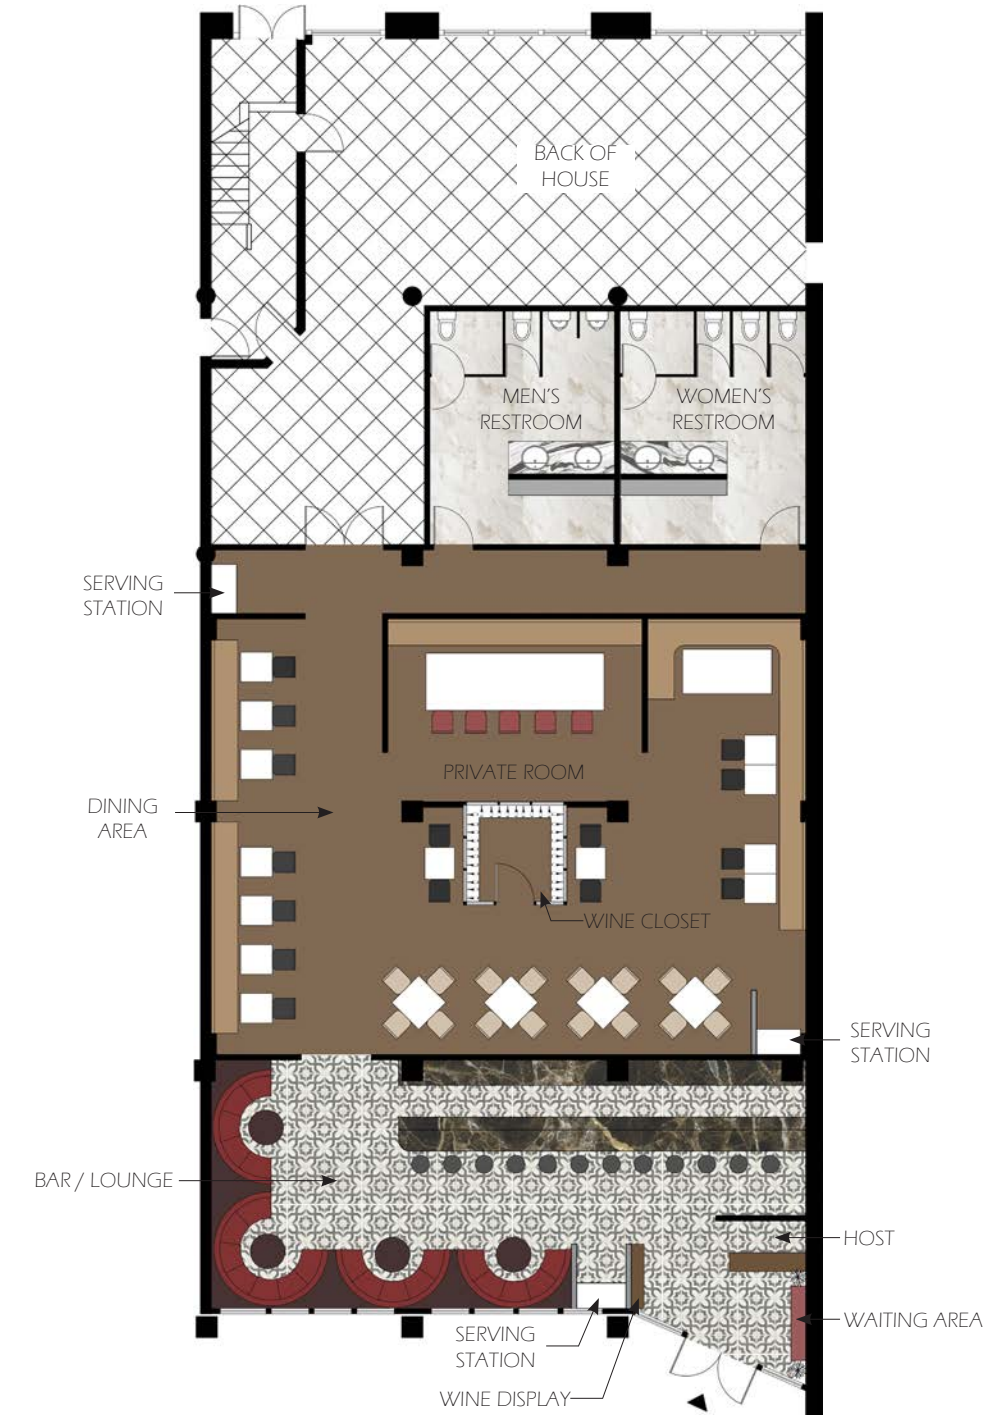 BACK OF
HOUSE
MEN'S
RESTROOM
WOMEN'S
RESTROOM
SERVING
STATION
PRIVATE ROOM
DINING
AREA
WINE CLOSET
SERVING
STATION
BAR / LOUNGE
HOST
WAITING AREA
SERVING
STATION
WINE DISPLAY